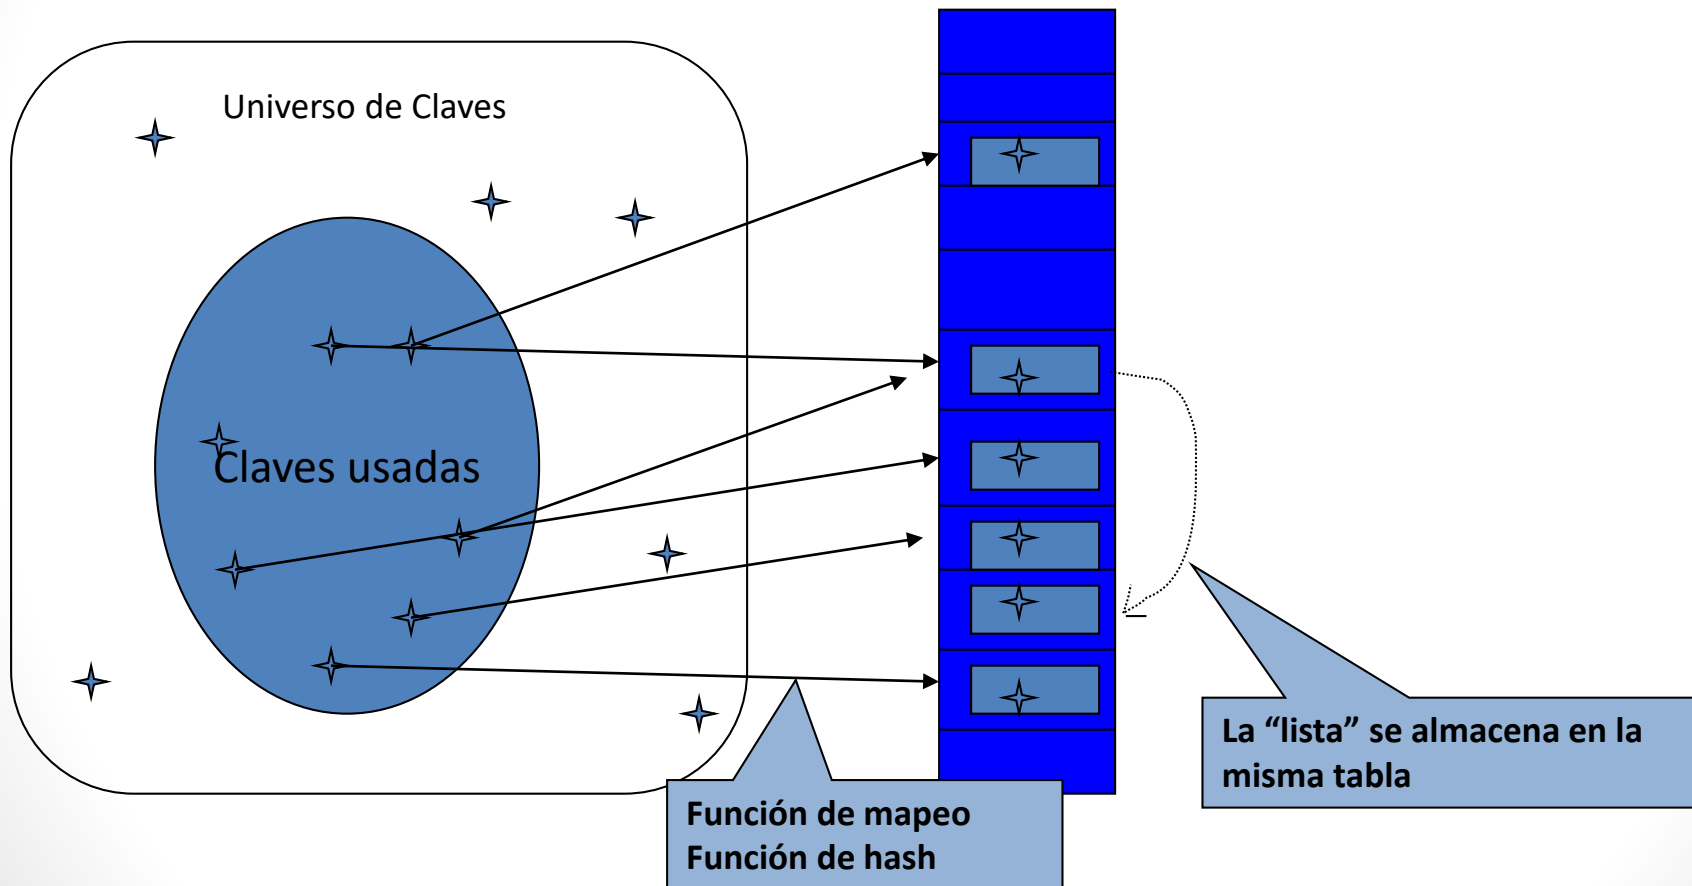 Universo de Claves
Claves usadas
La “lista” se almacena en la
misma tabla
Función de mapeo
Función de hash